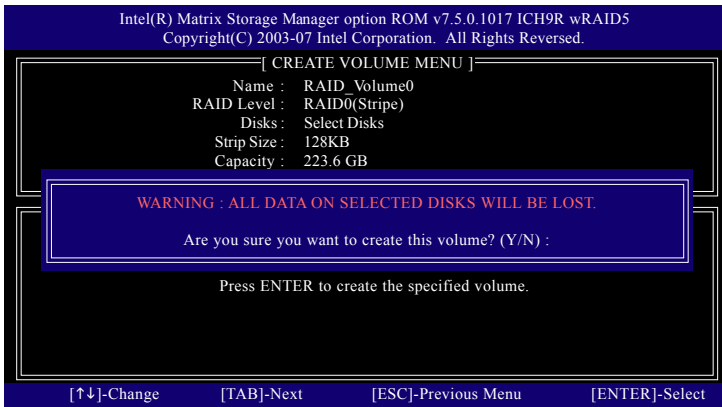 Intel(R) Matrix Storage Manager option ROM v7.5.0.1017 ICH9R wRAID5
Copyright(C) 2003-07 Intel Corporation. All Rights Reversed.
[ CREATE VOLUME MENU ]
Name : RAID_Volume0
RAID Level : RAID0(Stripe)
Disks : Select Disks
Strip Size : 128KB
Capacity : 223.6 GB
WARNING : ALL DATA ON SELECTED DISKS WILL BE LOST.
Are you sure you want to create this volume? (Y/N) :
Press ENTER to create the specified volume.
[↑↓]-Change [TAB]-Next [ESC]-Previous Menu [ENTER]-Select